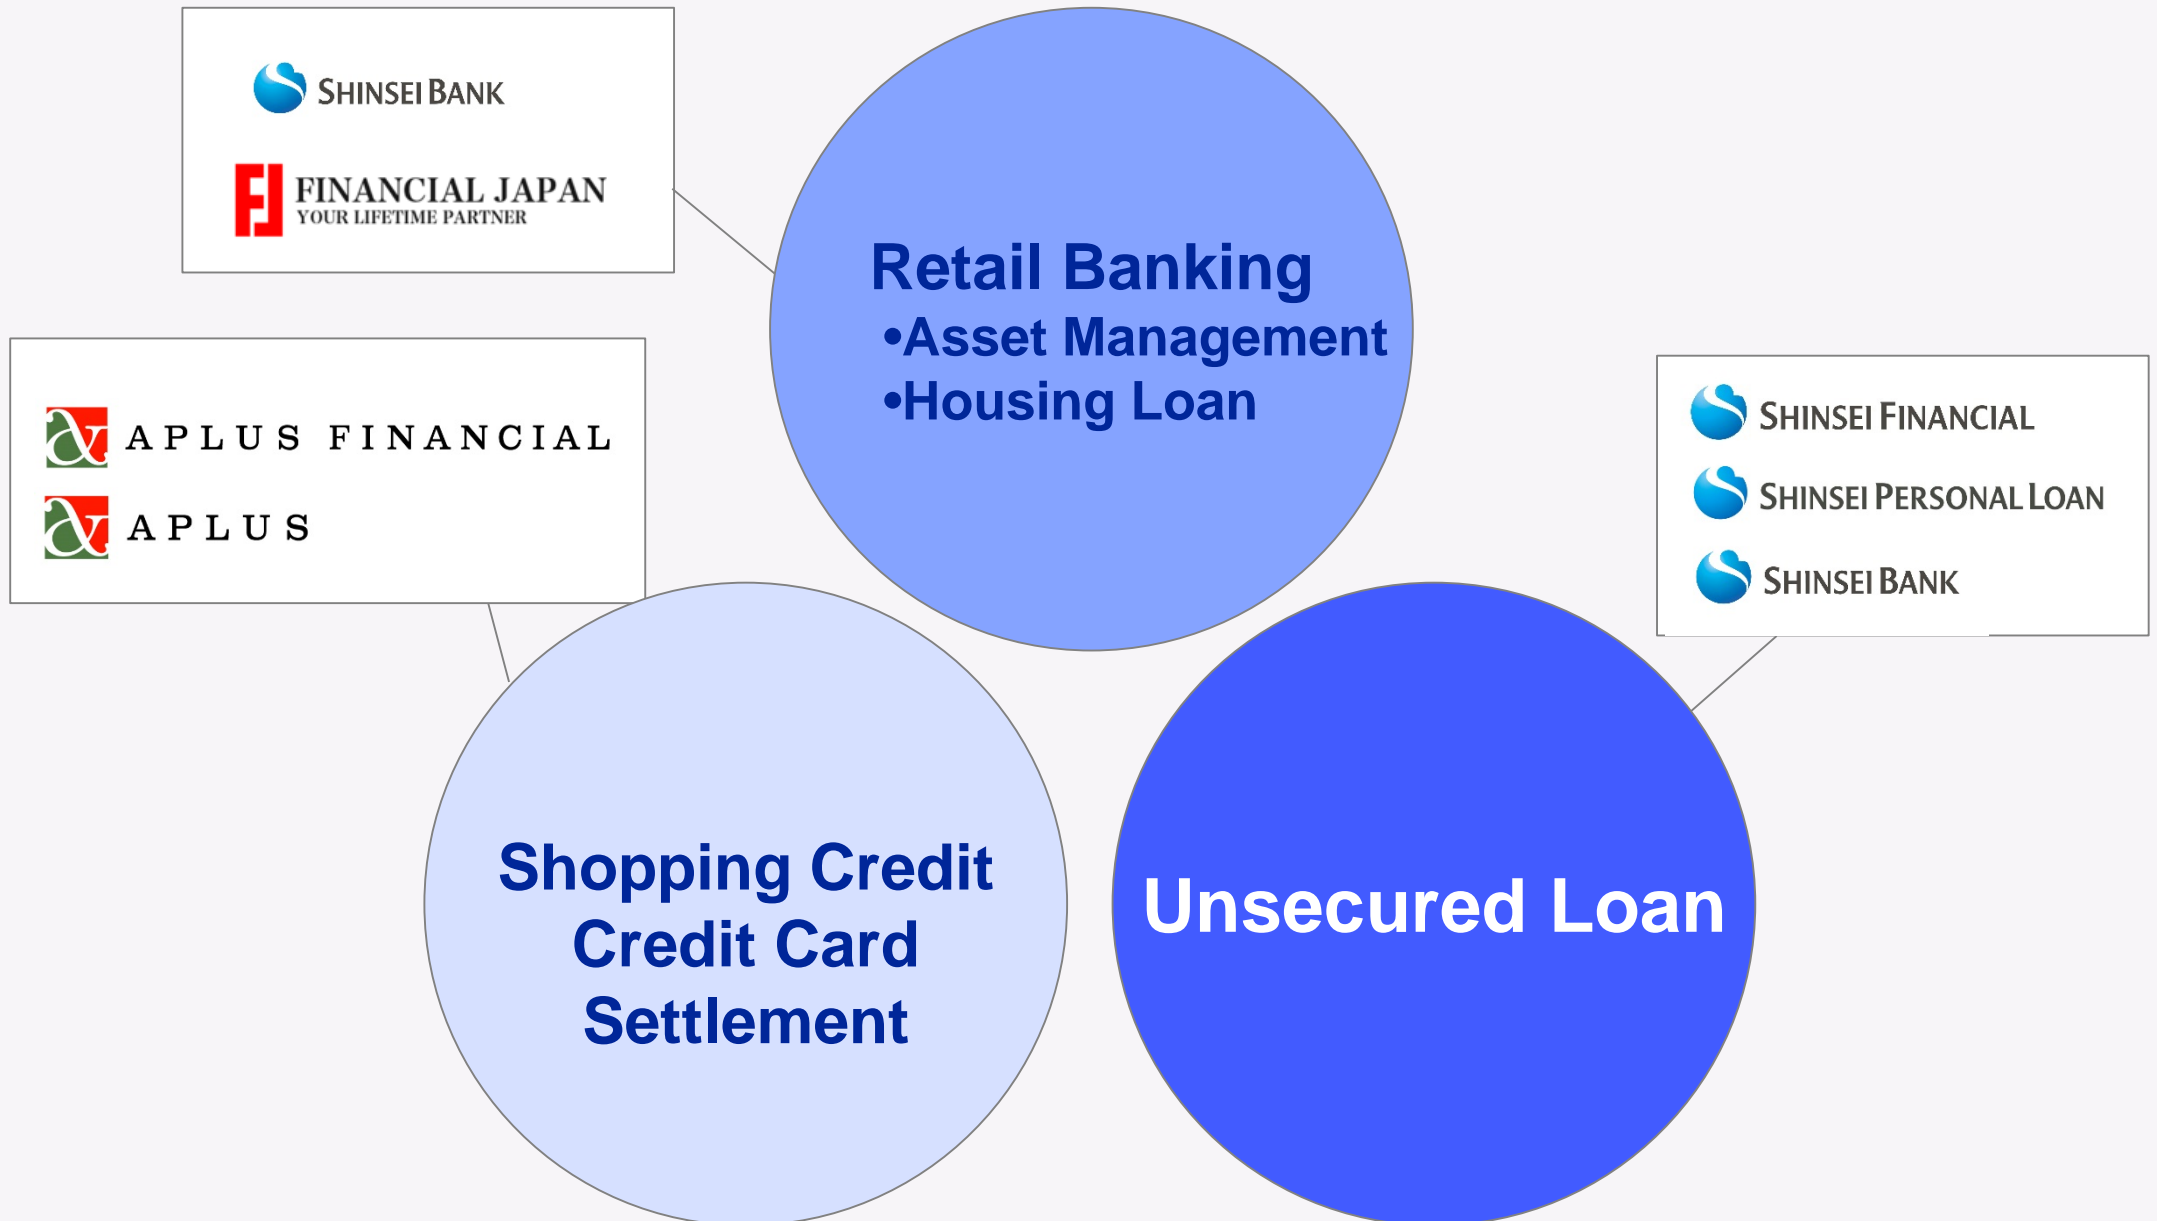 SHINSEI BANK
FINANCIAL JAPAN
YOUR LIFETIME PARTNER
Retail Banking
•Asset Management
•Housing Loan
APLUS FINANCIAL
APLUS
SHINSEI FINANCIAL
SHINSEI PERSONAL LOAN
SHINSEI BANK
Shopping Credit
Credit Card
Settlement
Unsecured Loan